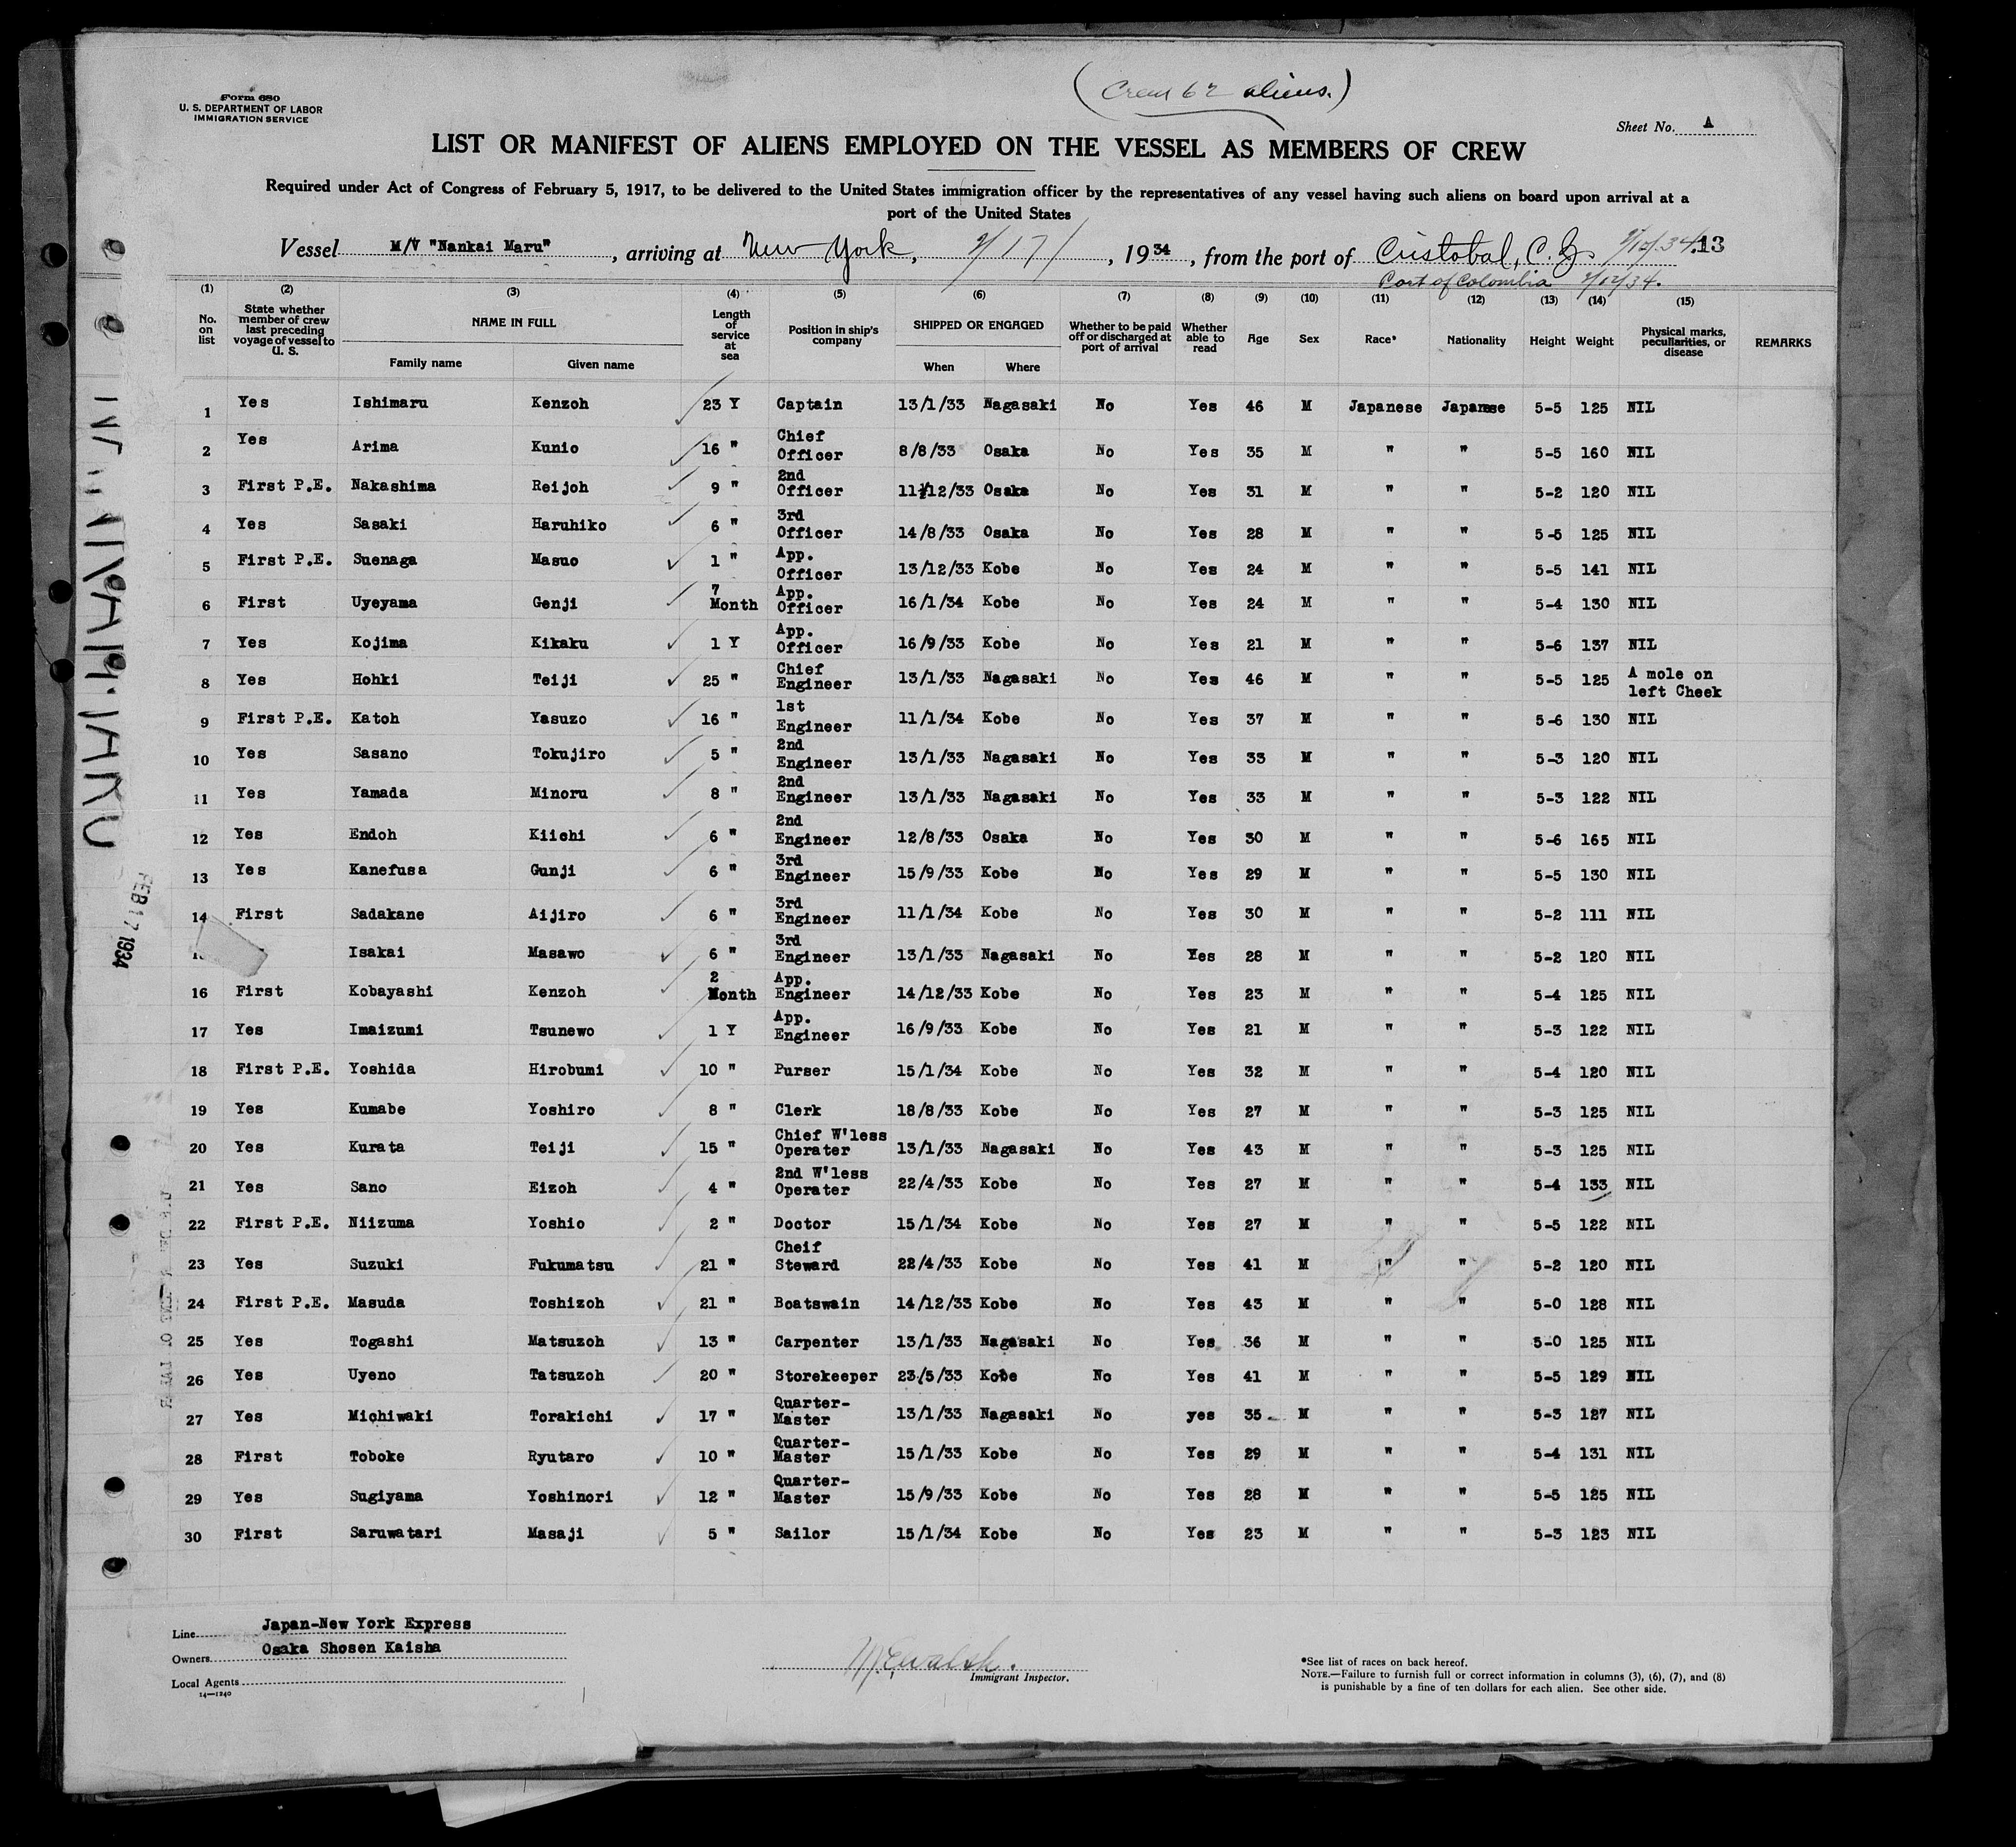 (Crew 62 aliens.)
Form 680
U. S. DEPARTMENT OF LABOR
IMMIGRATION SERVICE
Sheet No. A
LIST OR MANIFEST OF ALIENS EMPLOYED ON THE VESSEL AS MEMBERS OF CREW
Required under Act of Congress of February 5, 1917, to be delivered to the United States immigration officer by the representatives of any vessel having such aliens on board upon arrival at a
port of the United States
Vessel M/V "Nankai Maru", arriving at New York, 2/17/, 1934, from the port of Cristobal, C.Z. 2/10/34. 13
Port of Colombia 2/10/34.
(1) (2) (3) (4) (5) (6) (7) (8) (9) (10) (11) (12) (13) (14) (15)
No. on list State whether member of crew last preceding voyage of vessel to U. S. NAME IN FULL Family name Given name Length of service at sea Position in ship's company SHIPPED OR ENGAGED When Where Whether to be paid off or discharged at port of arrival Whether able to read Age Sex Race* Nationality Height Weight Physical marks, peculiarities, or disease REMARKS
1 Yes Ishimaru Kenzoh 23 Y Captain 13/1/33 Nagasaki No Yes 46 M Japanese Japanese 5-5 125 NIL
2 Yes Arima Kunio 16 " Chief Officer 8/8/33 Osaka No Yes 35 M " " 5-5 160 NIL
3 First P.E. Nakashima Reijoh 9 " 2nd Officer 11/12/33 Osaka No Yes 31 M " " 5-2 120 NIL
4 Yes Sasaki Haruhiko 6 " 3rd Officer 14/8/33 Osaka No Yes 28 M " " 5-5 125 NIL
5 First P.E. Suenaga Masuo 1 " App. Officer 13/12/33 Kobe No Yes 24 M " " 5-5 141 NIL
6 First Uyeyama Genji 7 Month App. Officer 16/1/34 Kobe No Yes 24 M " " 5-4 130 NIL
7 Yes Kojima Kikaku 1 Y App. Officer 16/9/33 Kobe No Yes 21 M " " 5-6 137 NIL
8 Yes Hohki Teiji 25 " Chief Engineer 13/1/33 Nagasaki No Yes 46 M " " 5-5 125 A mole on left Cheek
9 First P.E. Katoh Yasuzo 16 " 1st Engineer 11/1/34 Kobe No Yes 37 M " " 5-6 130 NIL
10 Yes Sasano Tokujiro 5 " 2nd Engineer 13/1/33 Nagasaki No Yes 33 M " " 5-3 120 NIL
11 Yes Yamada Minoru 8 " 2nd Engineer 13/1/33 Nagasaki No Yes 33 M " " 5-3 122 NIL
12 Yes Endoh Kiichi 6 " 2nd Engineer 12/8/33 Osaka No Yes 30 M " " 5-6 165 NIL
13 Yes Kanefusa Gunji 6 " 3rd Engineer 15/9/33 Kobe No Yes 29 M " " 5-5 130 NIL
14 First Sadakane Aijiro 6 " 3rd Engineer 11/1/34 Kobe No Yes 30 M " " 5-2 111 NIL
Isakai Masawo 6 " 3rd Engineer 13/1/33 Nagasaki No Yes 28 M " " 5-2 120 NIL
16 First Kobayashi Kenzoh 2 Month App. Engineer 14/12/33 Kobe No Yes 23 M " " 5-4 125 NIL
17 Yes Imaizumi Tsunewo 1 Y App. Engineer 16/9/33 Kobe No Yes 21 M " " 5-3 122 NIL
18 First P.E. Yoshida Hirobumi 10 " Purser 15/1/34 Kobe No Yes 32 M " " 5-4 120 NIL
19 Yes Kumabe Yoshiro 8 " Clerk 18/8/33 Kobe No Yes 27 M " " 5-3 125 NIL
20 Yes Kurata Teiji 15 " Chief W'less Operater 13/1/33 Nagasaki No Yes 43 M " " 5-3 125 NIL
21 Yes Sano Eizoh 4 " 2nd W'less Operater 22/4/33 Kobe No Yes 27 M " " 5-4 133 NIL
22 First P.E. Niizuma Yoshio 2 " Doctor 15/1/34 Kobe No Yes 27 M " " 5-5 122 NIL
23 Yes Suzuki Fukumatsu 21 " Cheif Steward 22/4/33 Kobe No Yes 41 M " " 5-2 120 NIL
24 First P.E. Masuda Toshizoh 21 " Boatswain 14/12/33 Kobe No Yes 43 M " " 5-0 128 NIL
25 Yes Togashi Matsuzoh 13 " Carpenter 13/1/33 Nagasaki No Yes 36 M " " 5-0 125 NIL
26 Yes Uyeno Tatsuzoh 20 " Storekeeper 23/5/33 Kobe No Yes 41 M " " 5-5 129 NIL
27 Yes Michiwaki Torakichi 17 " Quarter-Master 13/1/33 Nagasaki No yes 35 M " " 5-3 127 NIL
28 First Toboke Ryutaro 10 " Quarter-Master 15/1/33 Kobe No Yes 29 M " " 5-4 131 NIL
29 Yes Sugiyama Yoshinori 12 " Quarter-Master 15/9/33 Kobe No Yes 28 M " " 5-5 125 NIL
30 First Saruwatari Masaji 5 " Sailor 15/1/34 Kobe No Yes 23 M " " 5-3 123 NIL
FEB 17 1934
Line Japan-New York Express
Owners Osaka Shosen Kaisha
Local Agents
14—1240
Immigrant Inspector.
*See list of races on back hereof.
NOTE.—Failure to furnish full or correct information in columns (3), (6), (7), and (8)
is punishable by a fine of ten dollars for each alien. See other side.